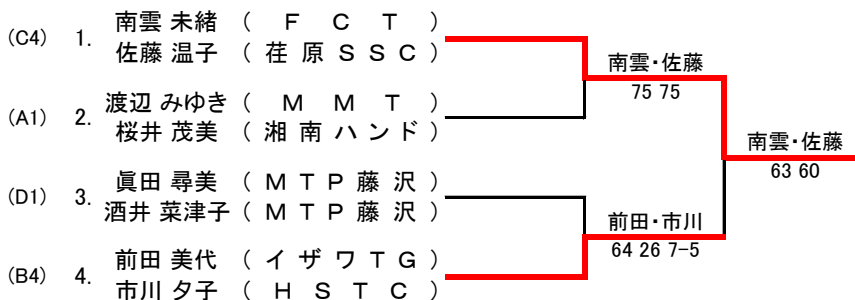 (C4) 1. 南雲 未緒 ( F C T )
佐藤 温子 ( 荏 原 S S C )
南雲・佐藤
75 75
(A1) 2. 渡辺 みゆき ( M M T )
桜井 茂美 ( 湘 南 ハ ン ド )
南雲・佐藤
63 60
(D1) 3. 眞田 尋美 ( M T P 藤 沢 )
酒井 菜津子 ( M T P 藤 沢 )
前田・市川
64 26 7-5
(B4) 4. 前田 美代 ( イ ザ ワ T G )
市川 夕子 ( H S T C )